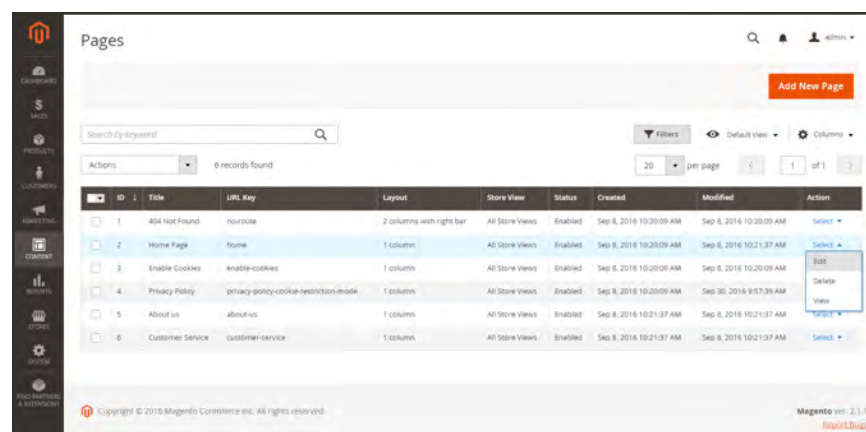 Pages
admin
DASHBOARD
SALES
PRODUCTS
CUSTOMERS
MARKETING
CONTENT
REPORTS
STORES
SYSTEM
FIND PARTNERS
& EXTENSIONS
Add New Page
Search by keyword
Filters
Default View
Columns
Actions
6 records found
20 per page
1 of 1
ID Title URL Key Layout Store View Status Created Modified Action
1 404 Not Found no-route 2 columns with right bar All Store Views Enabled Sep 8, 2016 10:20:09 AM Sep 8, 2016 10:20:09 AM Select
2 Home Page home 1 column All Store Views Enabled Sep 8, 2016 10:20:09 AM Sep 8, 2016 10:21:37 AM Select
3 Enable Cookies enable-cookies 1 column All Store Views Enabled Sep 8, 2016 10:20:09 AM Sep 8, 2016 10:20:09 AM
Edit
4 Privacy Policy privacy-policy-cookie-restriction-mode 1 column All Store Views Enabled Sep 8, 2016 10:20:09 AM Sep 30, 2016 9:57:39 AM
Delete
View
5 About us about-us 1 column All Store Views Enabled Sep 8, 2016 10:21:37 AM Sep 8, 2016 10:21:37 AM Select
6 Customer Service customer-service 1 column All Store Views Enabled Sep 8, 2016 10:21:37 AM Sep 8, 2016 10:21:37 AM Select
Copyright © 2016 Magento Commerce Inc. All rights reserved.
Magento ver. 2.1.1
Report Bugs